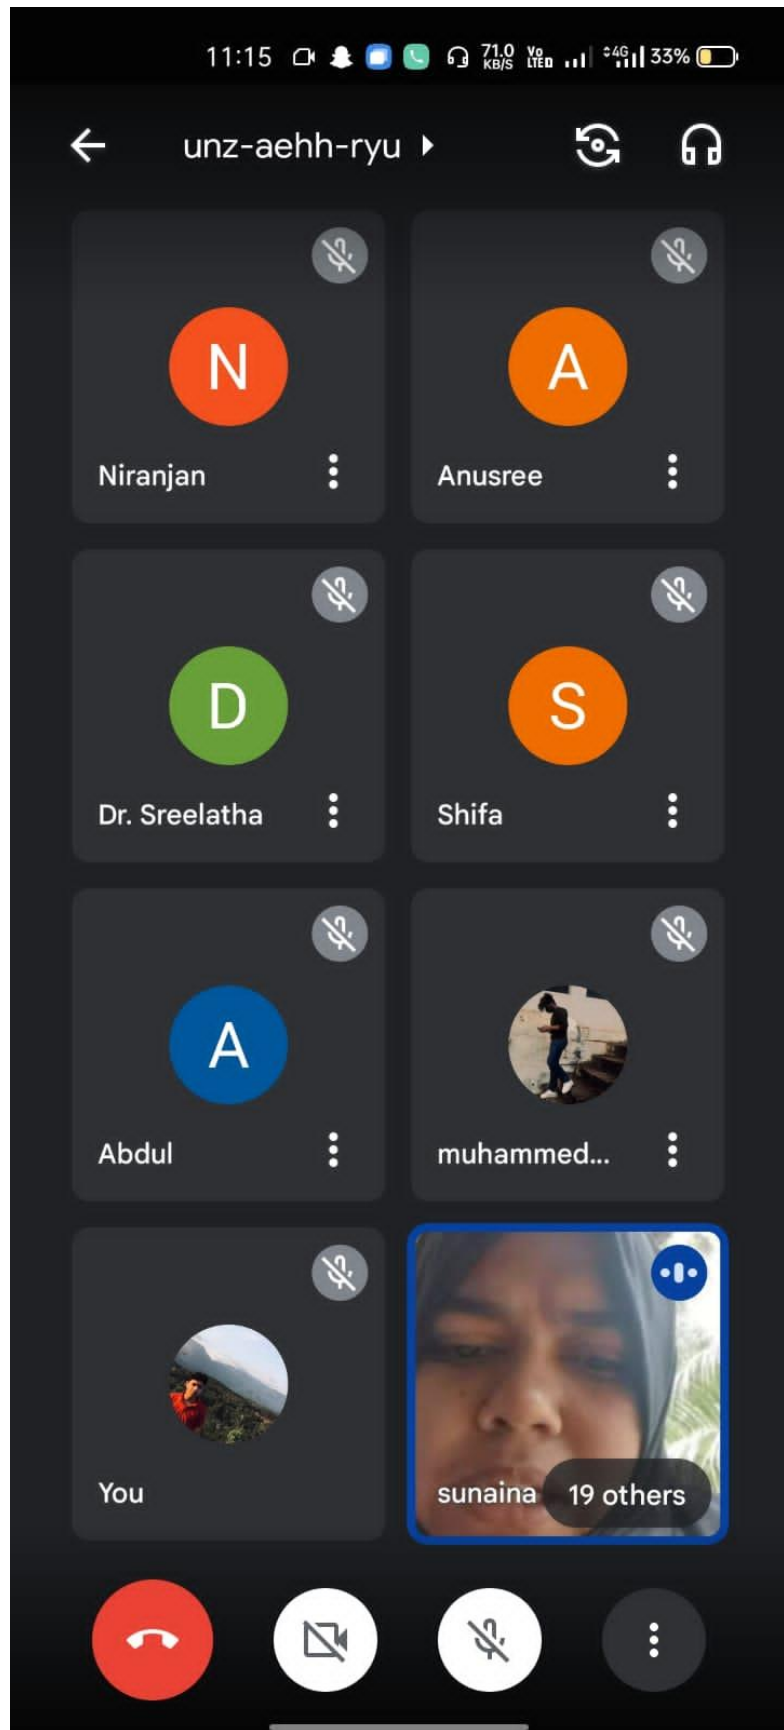 11:15 71.0 KB/S Vo LTED 4G 33%
unz-aehh-ryu
N
A
Niranjan
Anusree
D
S
Dr. Sreelatha
Shifa
A
Abdul
muhammed...
You
sunaina
19 others